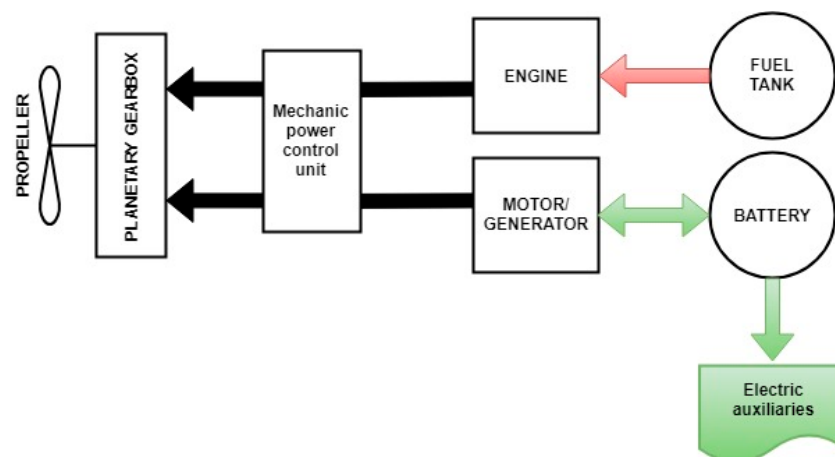 PROPELLER
PLANETARY GEARBOX
Mechanic
power
control
unit
ENGINE
FUEL
TANK
MOTOR/
GENERATOR
BATTERY
Electric
auxiliaries